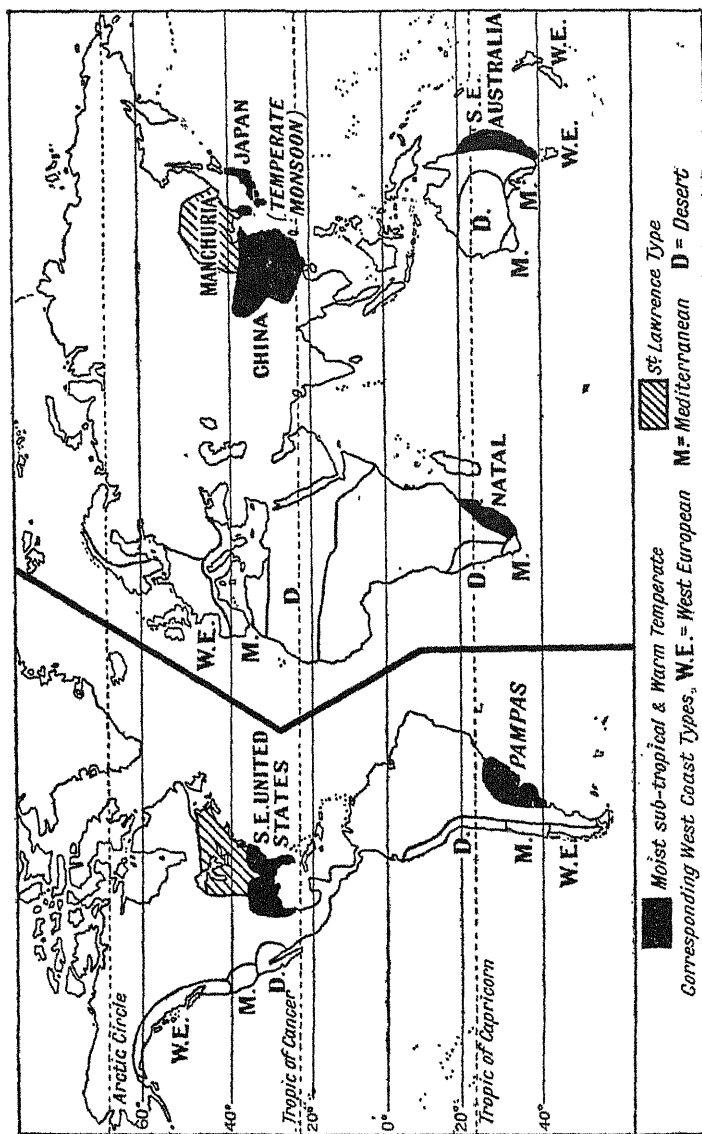 Arctic Circle
60°
40°
Tropic of Cancer
20°
0°
20°
Tropic of Capricorn
40°
W.E.
M.
D.
S.E. UNITED
STATES
D.
M.
W.E.
PAMPAS
W.E.
M.
D.
D.
M.
NATAL
MANCHURIA
CHINA
JAPAN
(TEMPERATE
MONSOON)
D.
M.
M.
S.E.
AUSTRALIA
W.E.
W.E.
Moist sub-tropical & Warm Temperate
St Lawrence Type
Corresponding West Coast Types, W.E.= West European M.= Mediterranean D = Desert